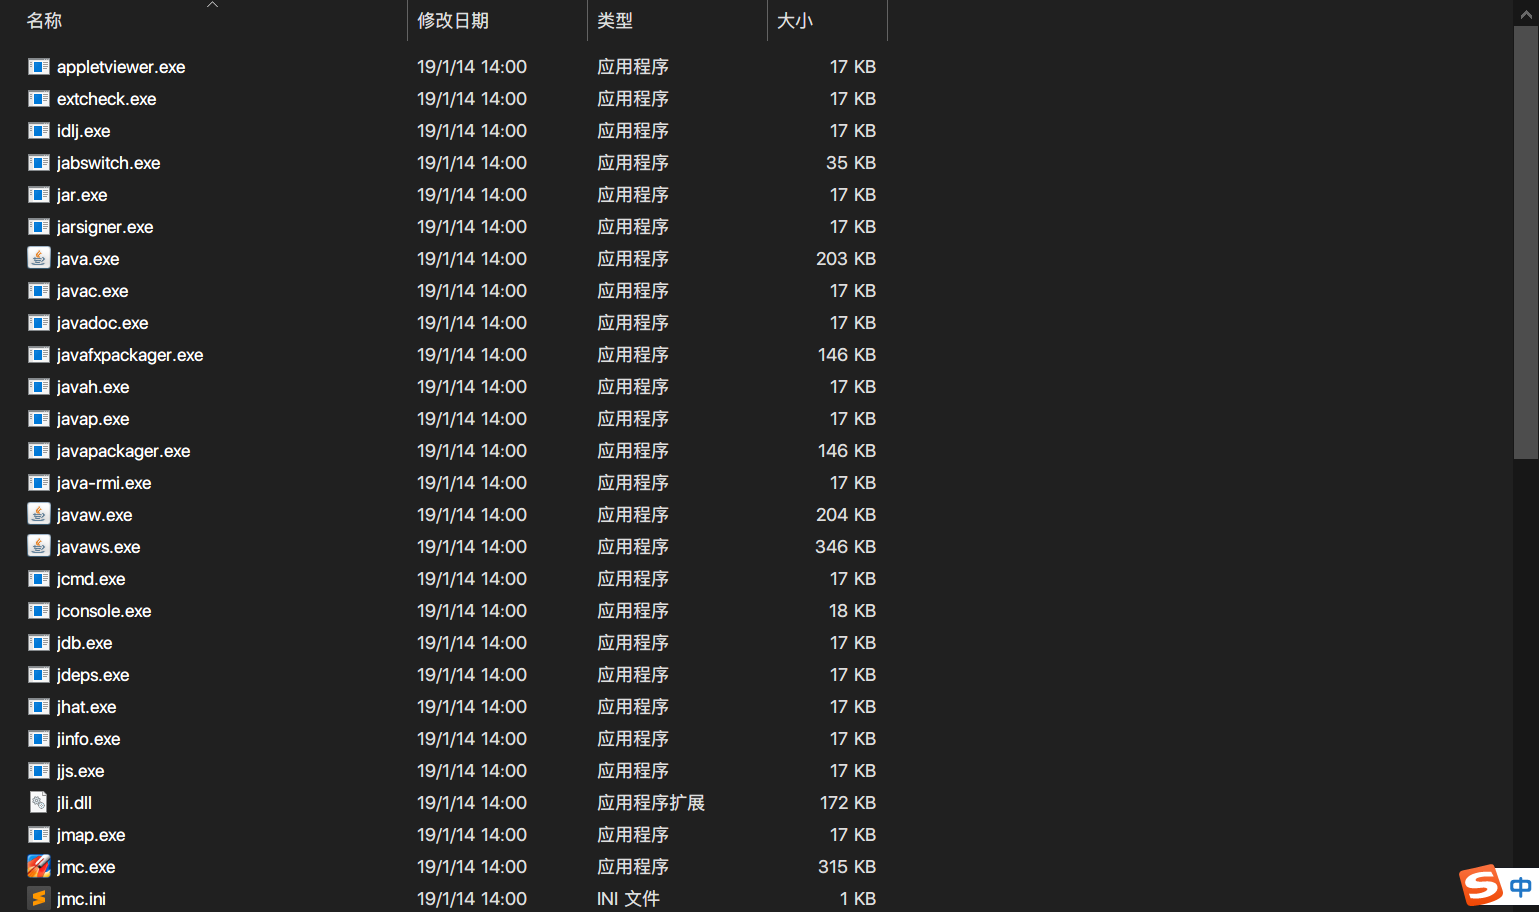 名称 修改日期 类型 大小
appletviewer.exe 19/1/14 14:00 应用程序 17 KB
extcheck.exe 19/1/14 14:00 应用程序 17 KB
idlj.exe 19/1/14 14:00 应用程序 17 KB
jabswitch.exe 19/1/14 14:00 应用程序 35 KB
jar.exe 19/1/14 14:00 应用程序 17 KB
jarsigner.exe 19/1/14 14:00 应用程序 17 KB
java.exe 19/1/14 14:00 应用程序 203 KB
javac.exe 19/1/14 14:00 应用程序 17 KB
javadoc.exe 19/1/14 14:00 应用程序 17 KB
javafxpackager.exe 19/1/14 14:00 应用程序 146 KB
javah.exe 19/1/14 14:00 应用程序 17 KB
javap.exe 19/1/14 14:00 应用程序 17 KB
javapackager.exe 19/1/14 14:00 应用程序 146 KB
java-rmi.exe 19/1/14 14:00 应用程序 17 KB
javaw.exe 19/1/14 14:00 应用程序 204 KB
javaws.exe 19/1/14 14:00 应用程序 346 KB
jcmd.exe 19/1/14 14:00 应用程序 17 KB
jconsole.exe 19/1/14 14:00 应用程序 18 KB
jdb.exe 19/1/14 14:00 应用程序 17 KB
jdeps.exe 19/1/14 14:00 应用程序 17 KB
jhat.exe 19/1/14 14:00 应用程序 17 KB
jinfo.exe 19/1/14 14:00 应用程序 17 KB
jjs.exe 19/1/14 14:00 应用程序 17 KB
jli.dll 19/1/14 14:00 应用程序扩展 172 KB
jmap.exe 19/1/14 14:00 应用程序 17 KB
jmc.exe 19/1/14 14:00 应用程序 315 KB
jmc.ini 19/1/14 14:00 INI 文件 1 KB
S 中